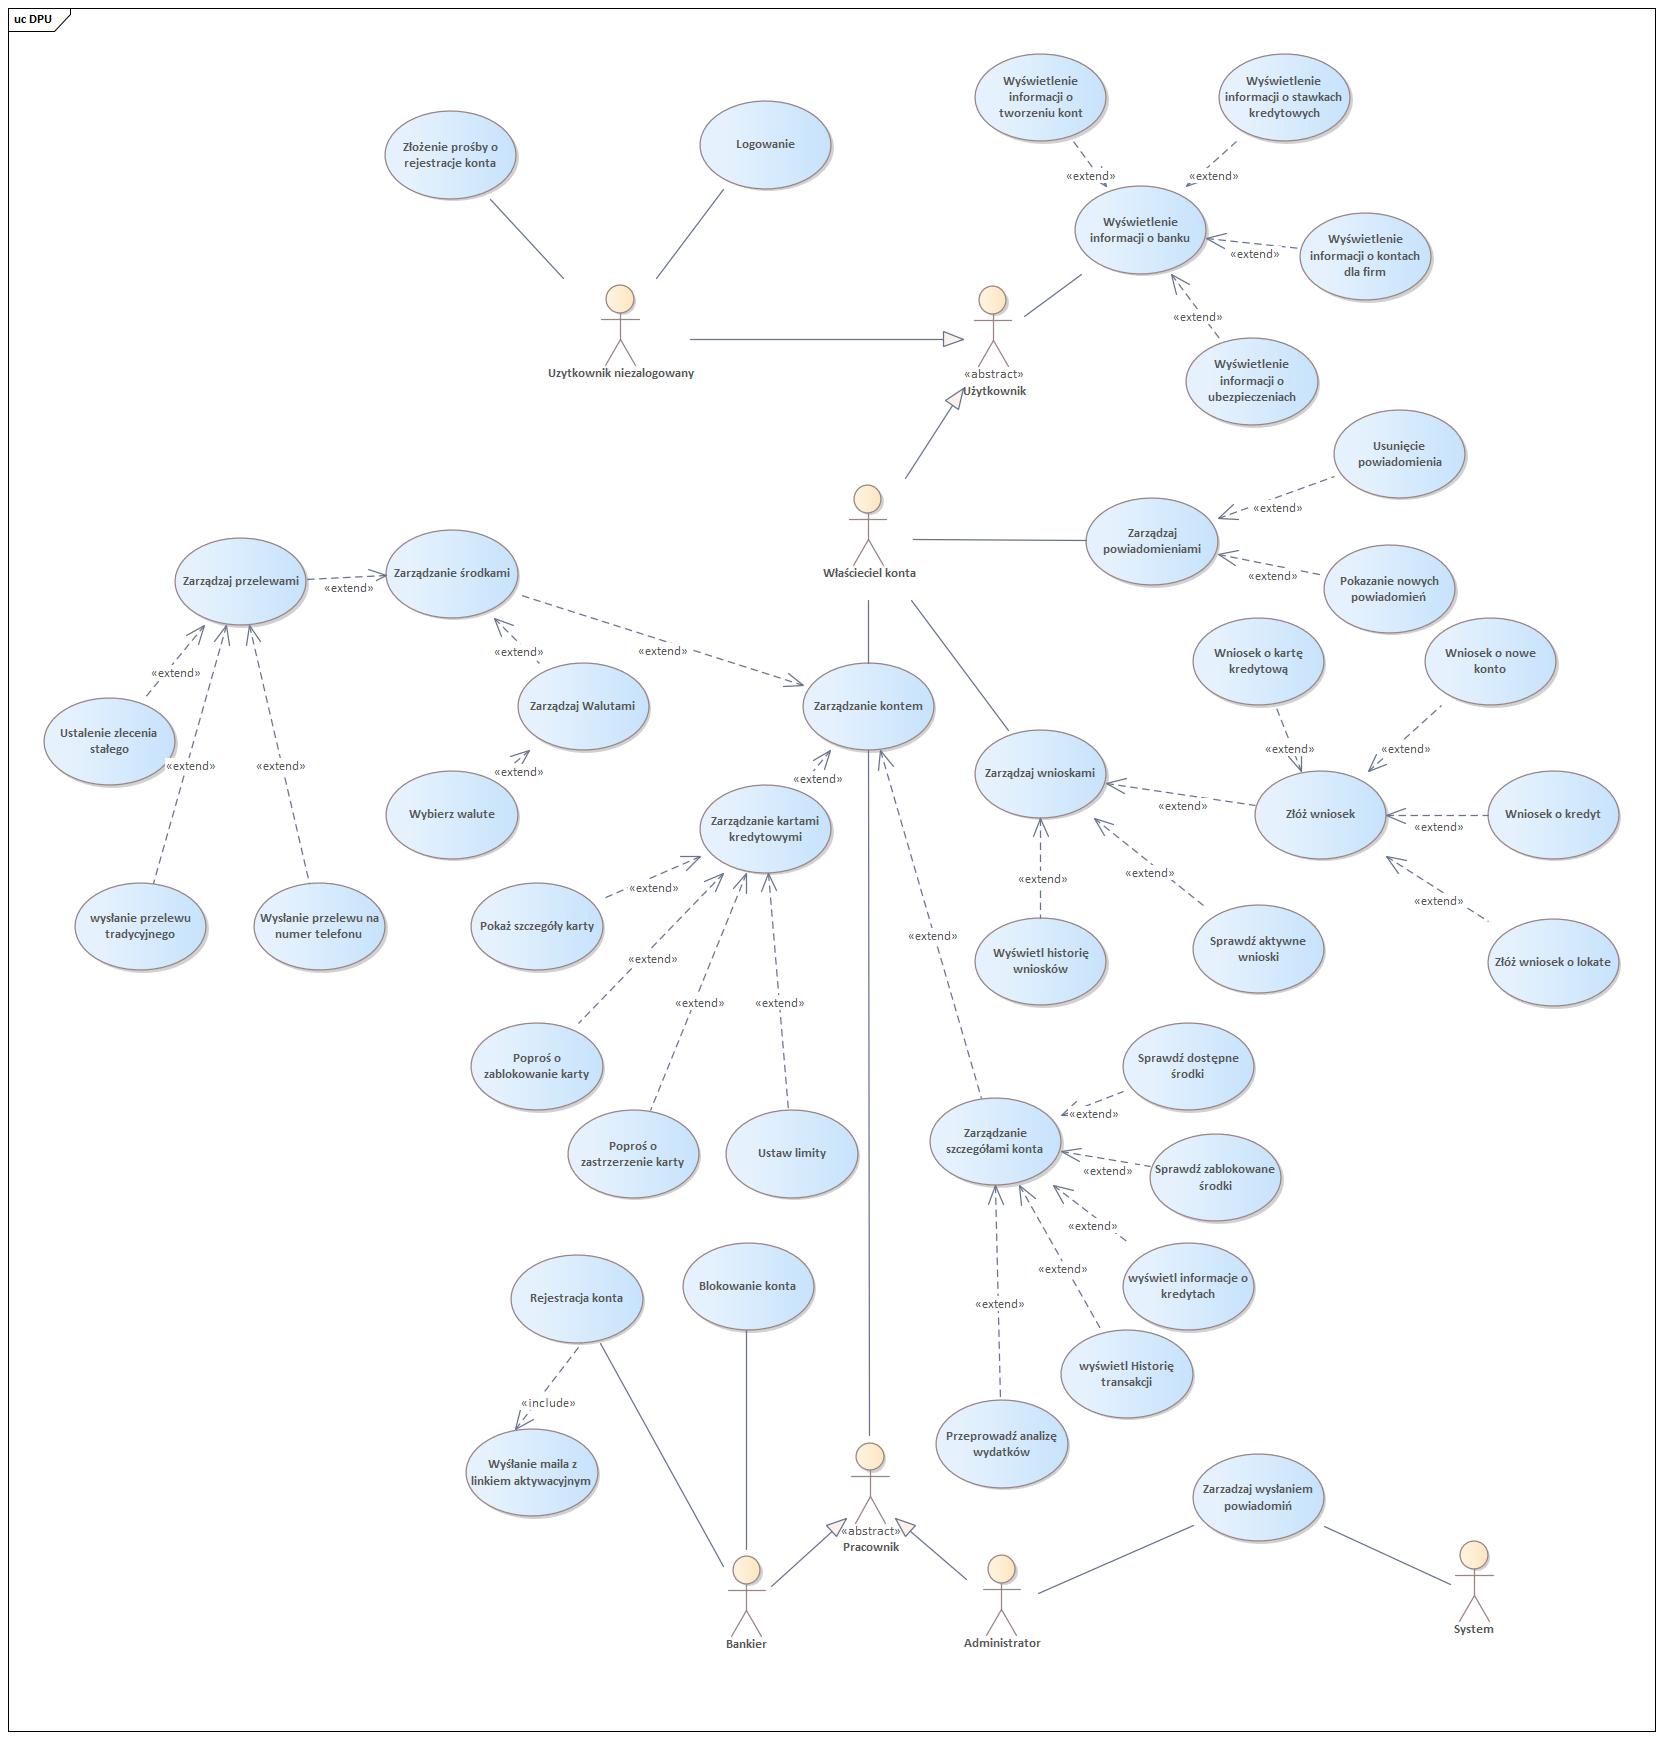 uc DPU
Wyświetlenie
informacji o
tworzeniu kont
Wyświetlenie
informacji o stawkach
kredytowych
Złożenie prośby o
rejestracje konta
Logowanie
«extend»
«extend»
Wyświetlenie
informacji o banku
Wyświetlenie
informacji o kontach
dla firm
«extend»
«extend»
Uzytkownik niezalogowany
«abstract»
Użytkownik
Wyświetlenie
informacji o
ubezpieczeniach
Usunięcie
powiadomienia
«extend»
Zarządzaj
powiadomieniami
Właścieciel konta
«extend»
Pokazanie nowych
powiadomień
Zarządzaj przelewami
«extend»
Zarządzanie środkami
«extend»
«extend»
«extend»
Wniosek o kartę
kredytową
Wniosek o nowe
konto
Ustalenie zlecenia
stałego
Zarządzaj Walutami
Zarządzanie kontem
«extend»
«extend»
«extend»
«extend»
«extend»
«extend»
Zarządzaj wnioskami
«extend»
Wybierz walute
Zarządzanie kartami
kredytowymi
Złóż wniosek
«extend»
Wniosek o kredyt
«extend»
«extend»
«extend»
«extend»
wysłanie przelewu
tradycyjnego
Wysłanie przelewu na
numer telefonu
Pokaż szczegóły karty
«extend»
«extend»
Wyświetl historię
wniosków
Sprawdź aktywne
wnioski
Złóż wniosek o lokate
«extend»
«extend»
Poproś o
zablokowanie karty
Sprawdź dostępne
środki
«extend»
Poproś o
zastrzerzenie karty
Ustaw limity
Zarządzanie
szczegółami konta
«extend»
Sprawdź zablokowane
środki
«extend»
«extend»
Rejestracja konta
Blokowanie konta
wyświetl informacje o
kredytach
«extend»
wyświetl Historię
transakcji
«include»
Przeprowadź analizę
wydatków
Wyśłanie maila z
linkiem aktywacyjnym
Zarzadzaj wysłaniem
powiadomiń
«abstract»
Pracownik
Bankier
Administrator
System